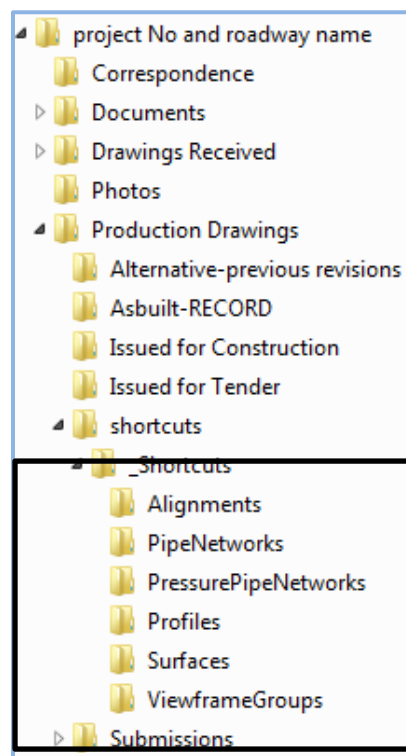 project No and roadway name
Correspondence
Documents
Drawings Received
Photos
Production Drawings
Alternative-previous revisions
Asbuilt-RECORD
Issued for Construction
Issued for Tender
shortcuts
_Shortcuts
Alignments
PipeNetworks
PressurePipeNetworks
Profiles
Surfaces
ViewframeGroups
Submissions